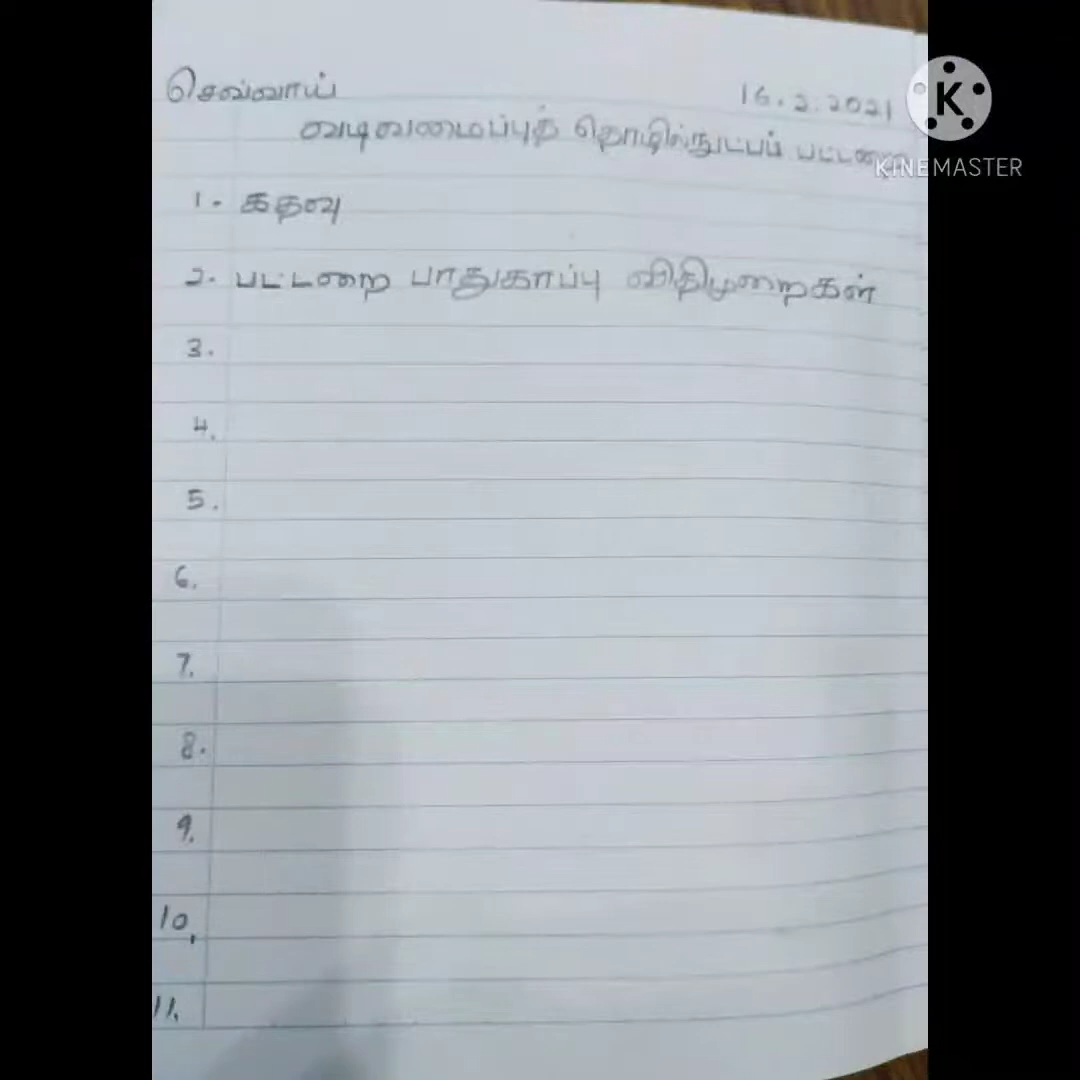 செவ்வாய் 16.2.2021
வடிவமைப்புத் தொழில்நுட்பப் பட்டறை
K
KINEMASTER
1. கதவு
2. பட்டறை பாதுகாப்பு விதிமுறைகள்
3.
4.
5.
6.
7.
8.
9.
10.
11.